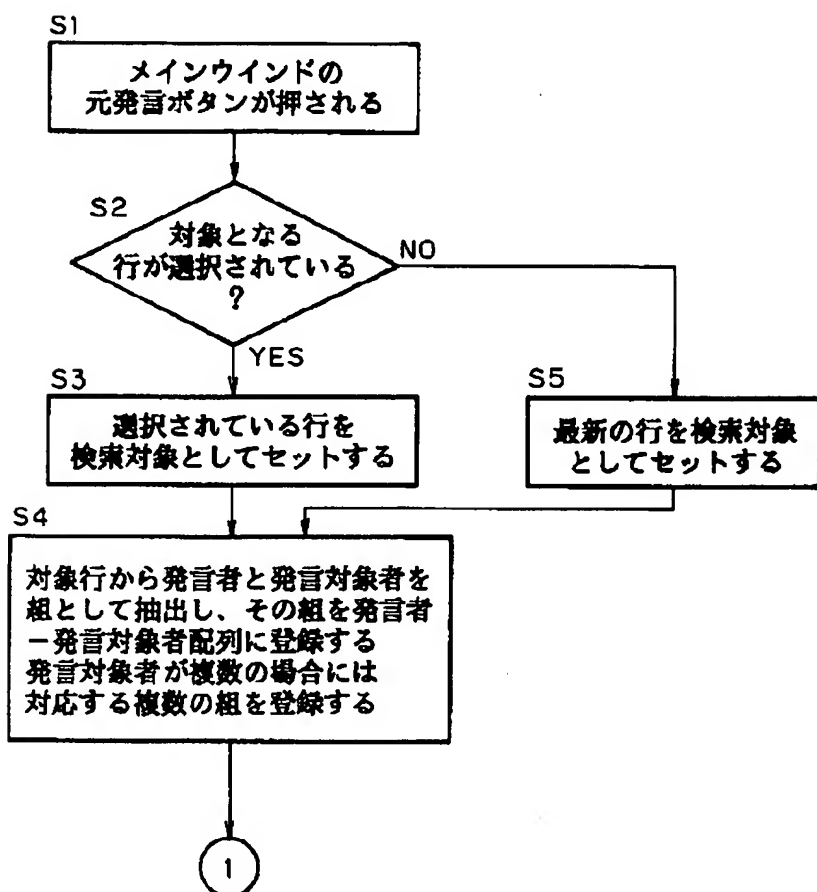 S1
メインウインドの
元発言ボタンが押される
S2
対象となる
行が選択されている
?
NO
YES
S3
選択されている行を
検索対象としてセットする
S5
最新の行を検索対象
としてセットする
S4
対象行から発言者と発言対象者を
組として抽出し、その組を発言者
－発言対象者配列に登録する
発言対象者が複数の場合には
対応する複数の組を登録する
1